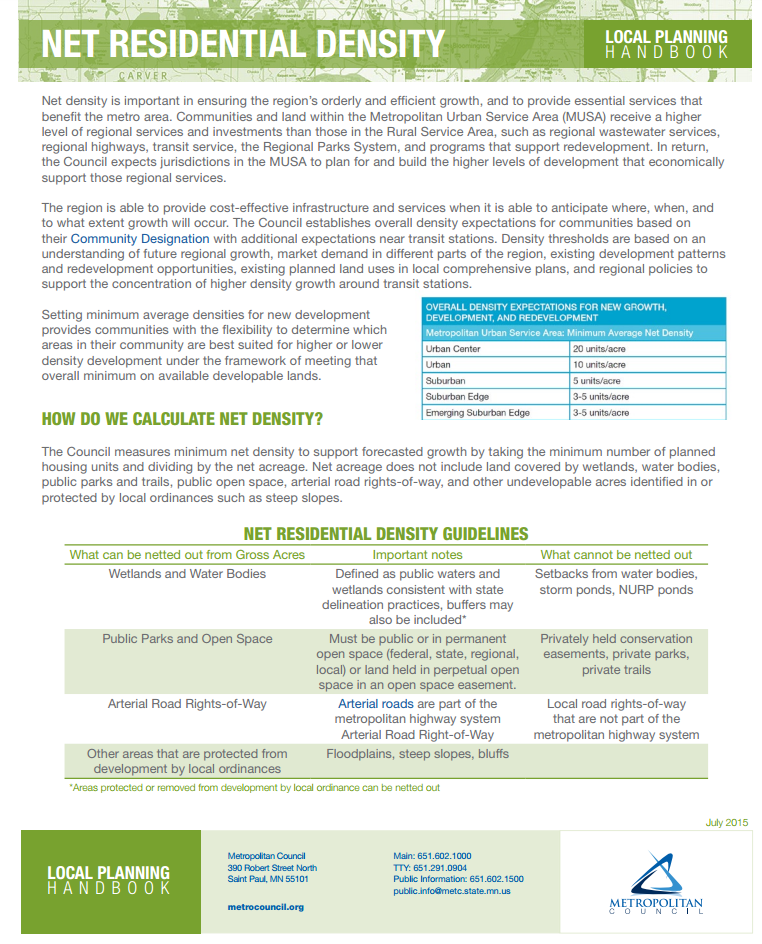 NET RESIDENTIAL DENSITY
LOCAL PLANNING
HANDBOOK
CARVER
Net density is important in ensuring the region's orderly and efficient growth, and to provide essential services that
benefit the metro area. Communities and land within the Metropolitan Urban Service Area (MUSA) receive a higher
level of regional services and investments than those in the Rural Service Area, such as regional wastewater services,
regional highways, transit service, the Regional Parks System, and programs that support redevelopment. In return,
the Council expects jurisdictions in the MUSA to plan for and build the higher levels of development that economically
support those regional services.
The region is able to provide cost-effective infrastructure and services when it is able to anticipate where, when, and
to what extent growth will occur. The Council establishes overall density expectations for communities based on
their Community Designation with additional expectations near transit stations. Density thresholds are based on an
understanding of future regional growth, market demand in different parts of the region, existing development patterns
and redevelopment opportunities, existing planned land uses in local comprehensive plans, and regional policies to
support the concentration of higher density growth around transit stations.
Setting minimum average densities for new development
provides communities with the flexibility to determine which
areas in their community are best suited for higher or lower
density development under the framework of meeting that
overall minimum on available developable lands.
OVERALL DENSITY EXPECTATIONS FOR NEW GROWTH,
DEVELOPMENT, AND REDEVELOPMENT
Metropolitan Urban Service Area: Minimum Average Net Density
Urban Center 20 units/acre
Urban 10 units/acre
Suburban 5 units/acre
Suburban Edge 3-5 units/acre
Emerging Suburban Edge 3-5 units/acre
HOW DO WE CALCULATE NET DENSITY?
The Council measures minimum net density to support forecasted growth by taking the minimum number of planned
housing units and dividing by the net acreage. Net acreage does not include land covered by wetlands, water bodies,
public parks and trails, public open space, arterial road rights-of-way, and other undevelopable acres identified in or
protected by local ordinances such as steep slopes.
NET RESIDENTIAL DENSITY GUIDELINES
What can be netted out from Gross Acres Important notes What cannot be netted out
Wetlands and Water Bodies Defined as public waters and Setbacks from water bodies,
wetlands consistent with state storm ponds, NURP ponds
delineation practices, buffers may
also be included*
Public Parks and Open Space Must be public or in permanent Privately held conservation
open space (federal, state, regional, easements, private parks,
local) or land held in perpetual open private trails
space in an open space easement.
Arterial Road Rights-of-Way Arterial roads are part of the Local road rights-of-way
metropolitan highway system that are not part of the
Arterial Road Right-of-Way metropolitan highway system
Other areas that are protected from Floodplains, steep slopes, bluffs
development by local ordinances
*Areas protected or removed from development by local ordinance can be netted out
July 2015
LOCAL PLANNING
HANDBOOK
Metropolitan Council
390 Robert Street North
Saint Paul, MN 55101
metrocouncil.org
Main: 651.602.1000
TTY: 651.291.0904
Public Information: 651.602.1500
public.info@metc.state.mn.us
METROPOLITAN
COUNCIL